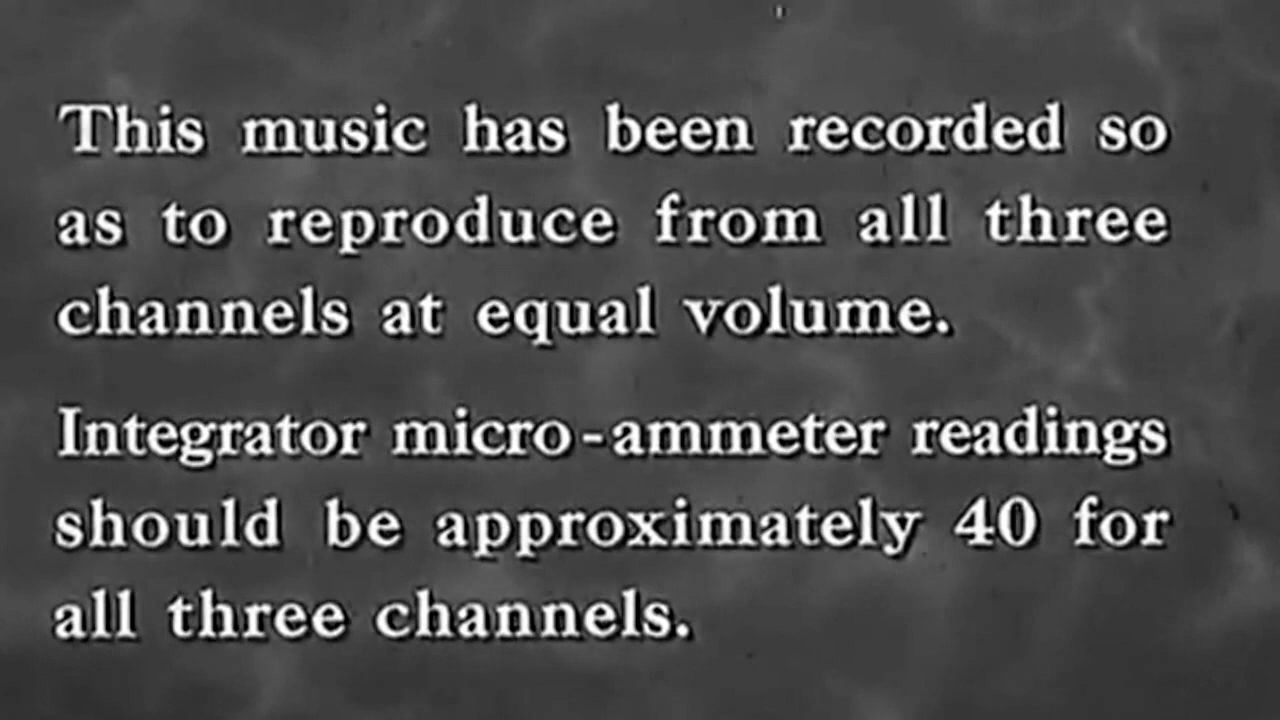 This music has been recorded so
as to reproduce from all three
channels at equal volume.
Integrator micro-ammeter readings
should be approximately 40 for
all three channels.